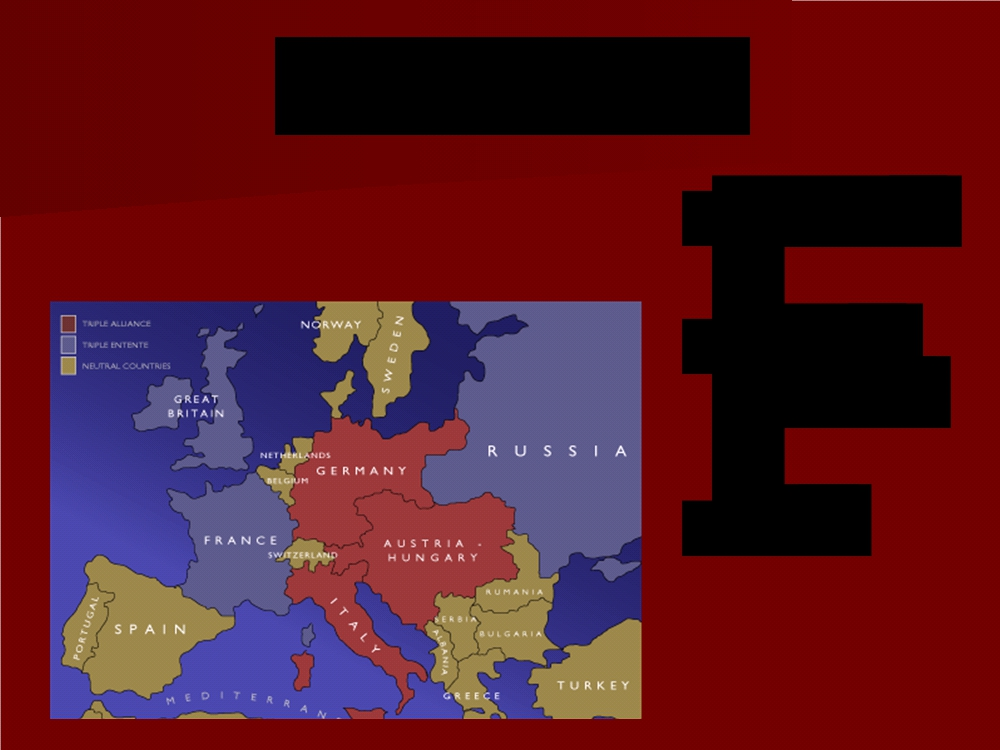 TRIPLE ALLIANCE
TRIPLE ENTENTE
NEUTRAL COUNTRIES
NORWAY
SWEDEN
GREAT
BRITAIN
RUSSIA
NETHERLANDS
GERMANY
BELGIUM
FRANCE
AUSTRIA -
HUNGARY
SWITZERLAND
RUMANIA
ITALY
SERBIA
PORTUGAL
SPAIN
BULGARIA
ALBANIA
TURKEY
GREECE
MEDITERRAN